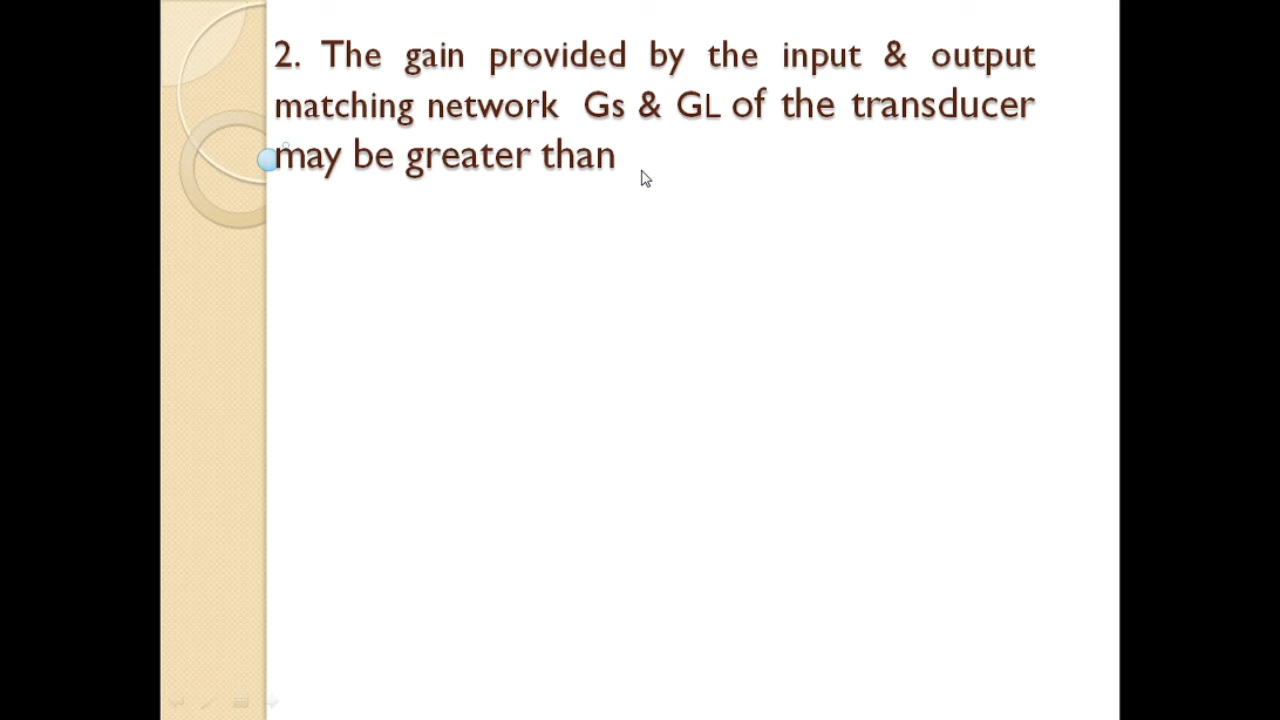 2. The gain provided by the input & output
matching network Gs & GL of the transducer
may be greater than